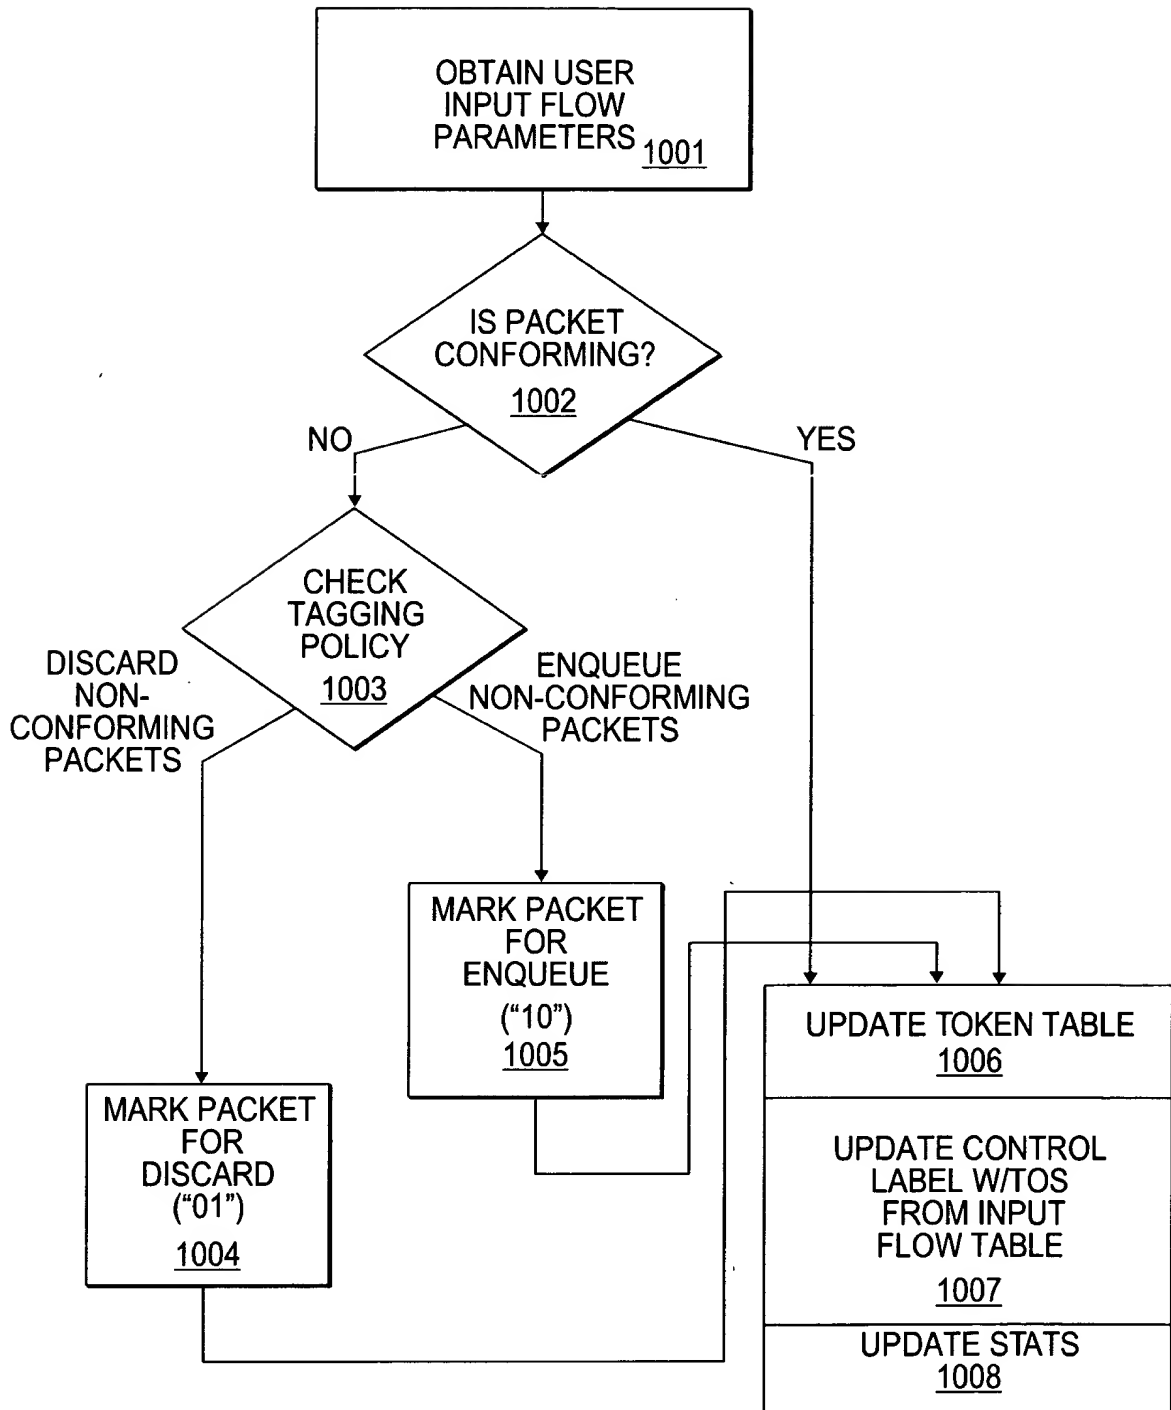 OBTAIN USER
INPUT FLOW
PARAMETERS 1001
IS PACKET
CONFORMING?
1002
NO
YES
CHECK
TAGGING
POLICY
1003
DISCARD
NON-
CONFORMING
PACKETS
ENQUEUE
NON-CONFORMING
PACKETS
MARK PACKET
FOR
ENQUEUE
(“10”)
1005
MARK PACKET
FOR
DISCARD
(“01”)
1004
UPDATE TOKEN TABLE
1006
UPDATE CONTROL
LABEL W/TOS
FROM INPUT
FLOW TABLE
1007
UPDATE STATS
1008